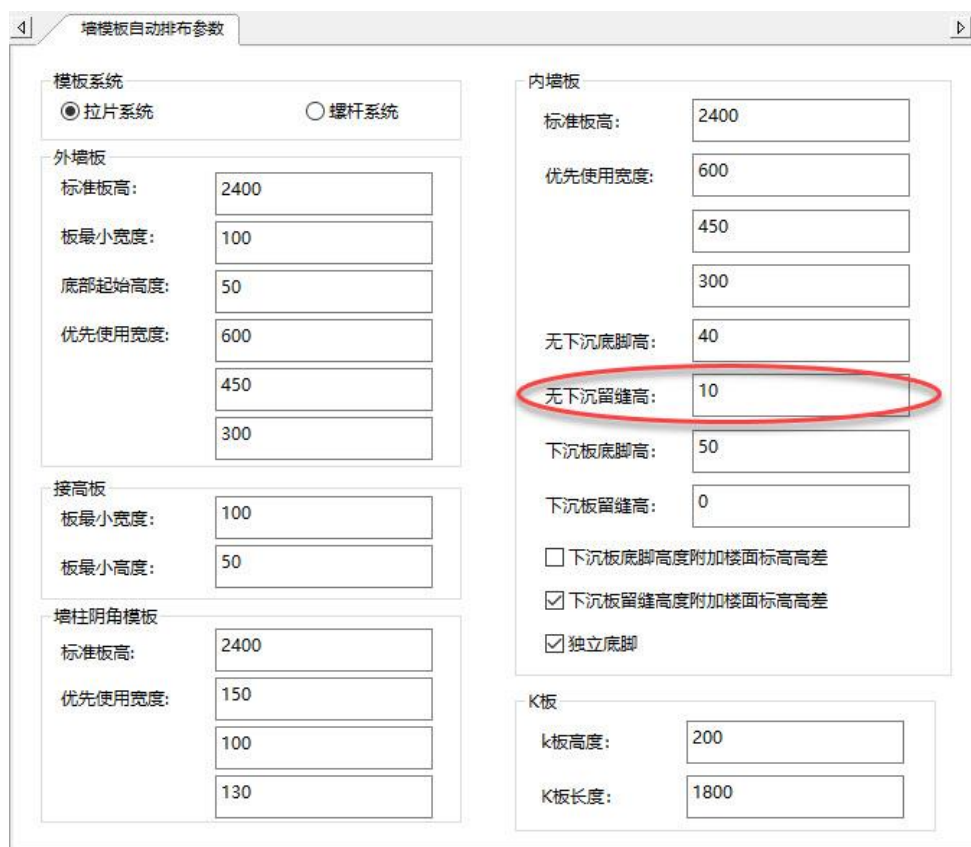 墙模板自动排布参数
模板系统
拉片系统
螺杆系统
外墙板
标准板高：
2400
板最小宽度：
100
底部起始高度：
50
优先使用宽度：
600
450
300
接高板
板最小宽度：
100
板最小高度：
50
墙柱阴角模板
标准板高：
2400
优先使用宽度：
150
100
130
内墙板
标准板高：
2400
优先使用宽度：
600
450
300
无下沉底脚高：
40
无下沉留缝高：
10
下沉板底脚高：
50
下沉板留缝高：
0
下沉板底脚高度附加楼面标高高差
下沉板留缝高度附加楼面标高高差
独立底脚
K板
k板高度：
200
K板长度：
1800